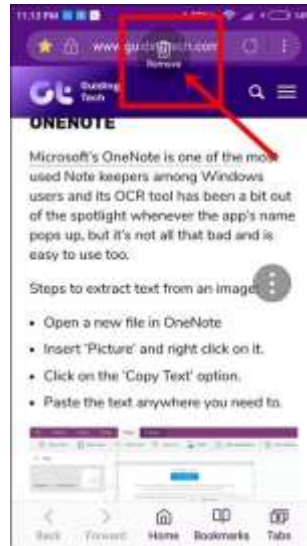 11:13 PM
www.guidingtech.com
Remove
Guiding
Tech
ONENOTE
Microsoft's OneNote is one of the most
used Note keepers among Windows
users and its OCR tool has been a bit out
of the spotlight whenever the app's name
pops up, but it's not all that bad and is
easy to use too.
Steps to extract text from an image:
• Open a new file in OneNote
• Insert 'Picture' and right click on it.
• Click on the 'Copy Text' option.
• Paste the text anywhere you need to.
Back Forward Home Bookmarks Tabs